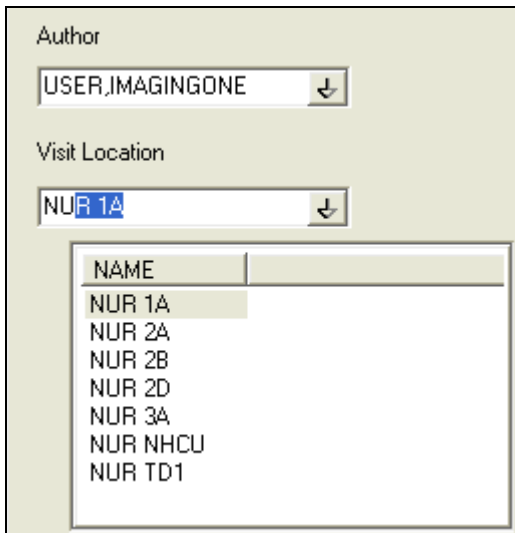 Author
USER,IMAGINGONE
Visit Location
NUR 1A
NAME
NUR 1A
NUR 2A
NUR 2B
NUR 2D
NUR 3A
NUR NHCU
NUR TD1